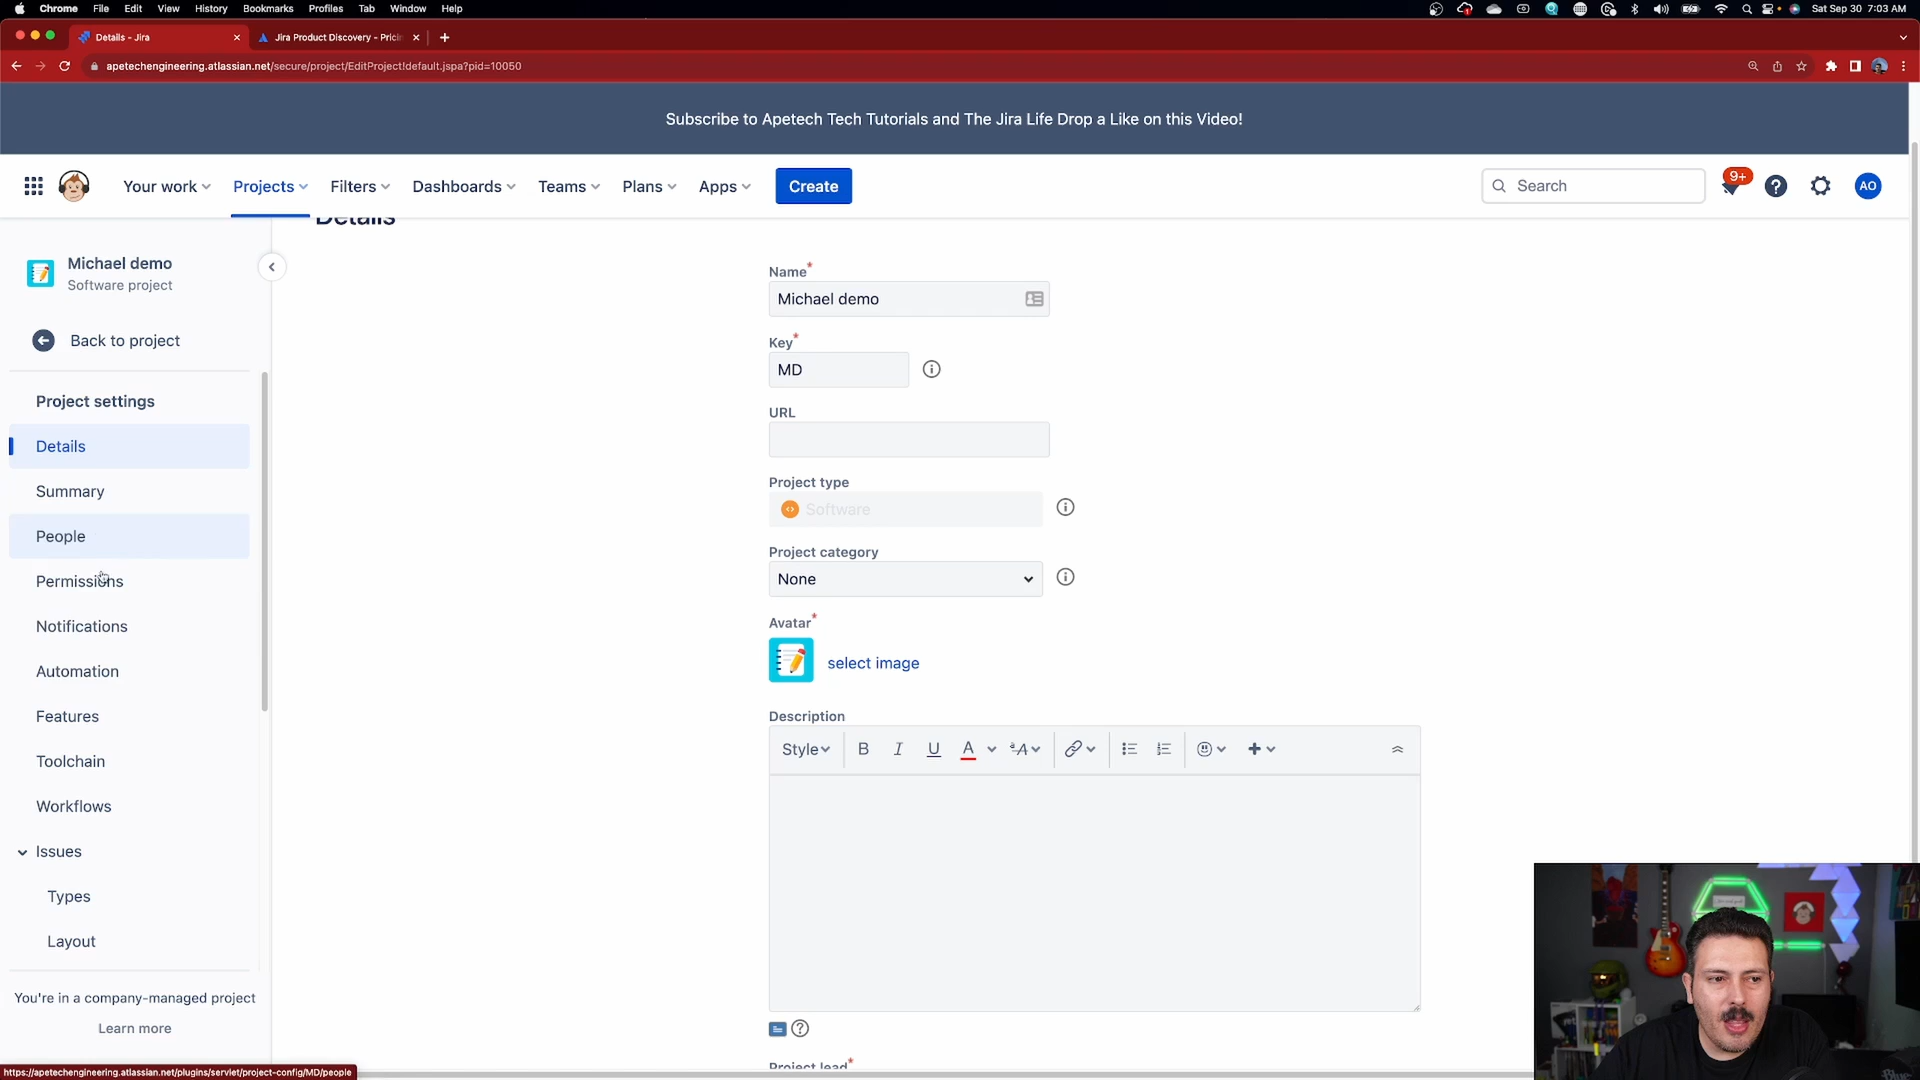 Chrome File Edit View History Bookmarks Profiles Tab Window Help
Sat Sep 30 7:03 AM
Details - Jira
Jira Product Discovery - Prici
apetechengineering.atlassian.net/secure/project/EditProject!default.jspa?pid=10050
Subscribe to Apetech Tech Tutorials and The Jira Life Drop a Like on this Video!
Your work Projects Filters Dashboards Teams Plans Apps Create
Search
9+
AO
Details
Michael demo
Software project
Back to project
Project settings
Details
Summary
People
Permissions
Notifications
Automation
Features
Toolchain
Workflows
Issues
Types
Layout
You're in a company-managed project
Learn more
Name*
Michael demo
Key*
MD
URL
Project type
Software
Project category
None
Avatar*
select image
Description
Style B I U A A
Project lead*
https://apetechengineering.atlassian.net/plugins/servlet/project-config/MD/people